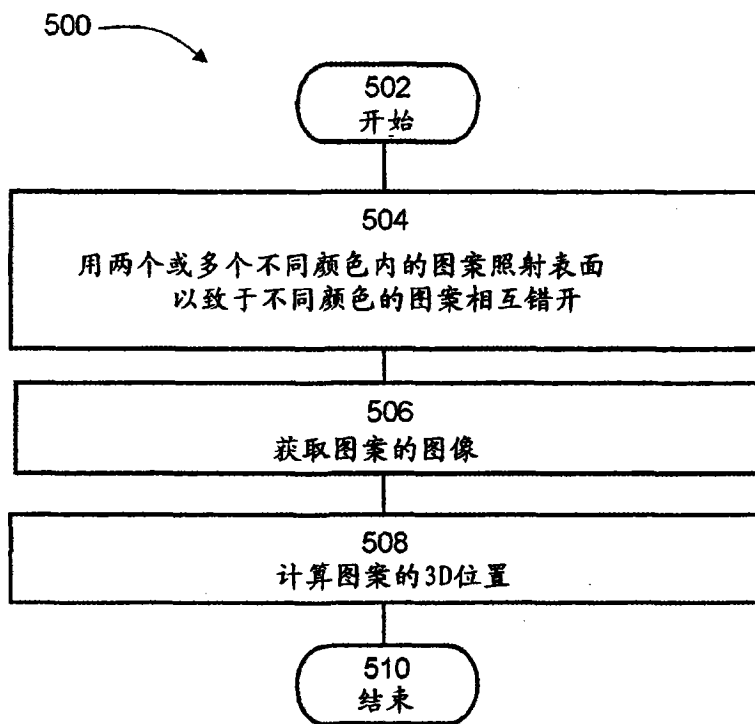 500
502
开始
504
用两个或多个不同颜色内的图案照射表面
以致于不同颜色的图案相互错开
506
获取图案的图像
508
计算图案的3D位置
510
结束